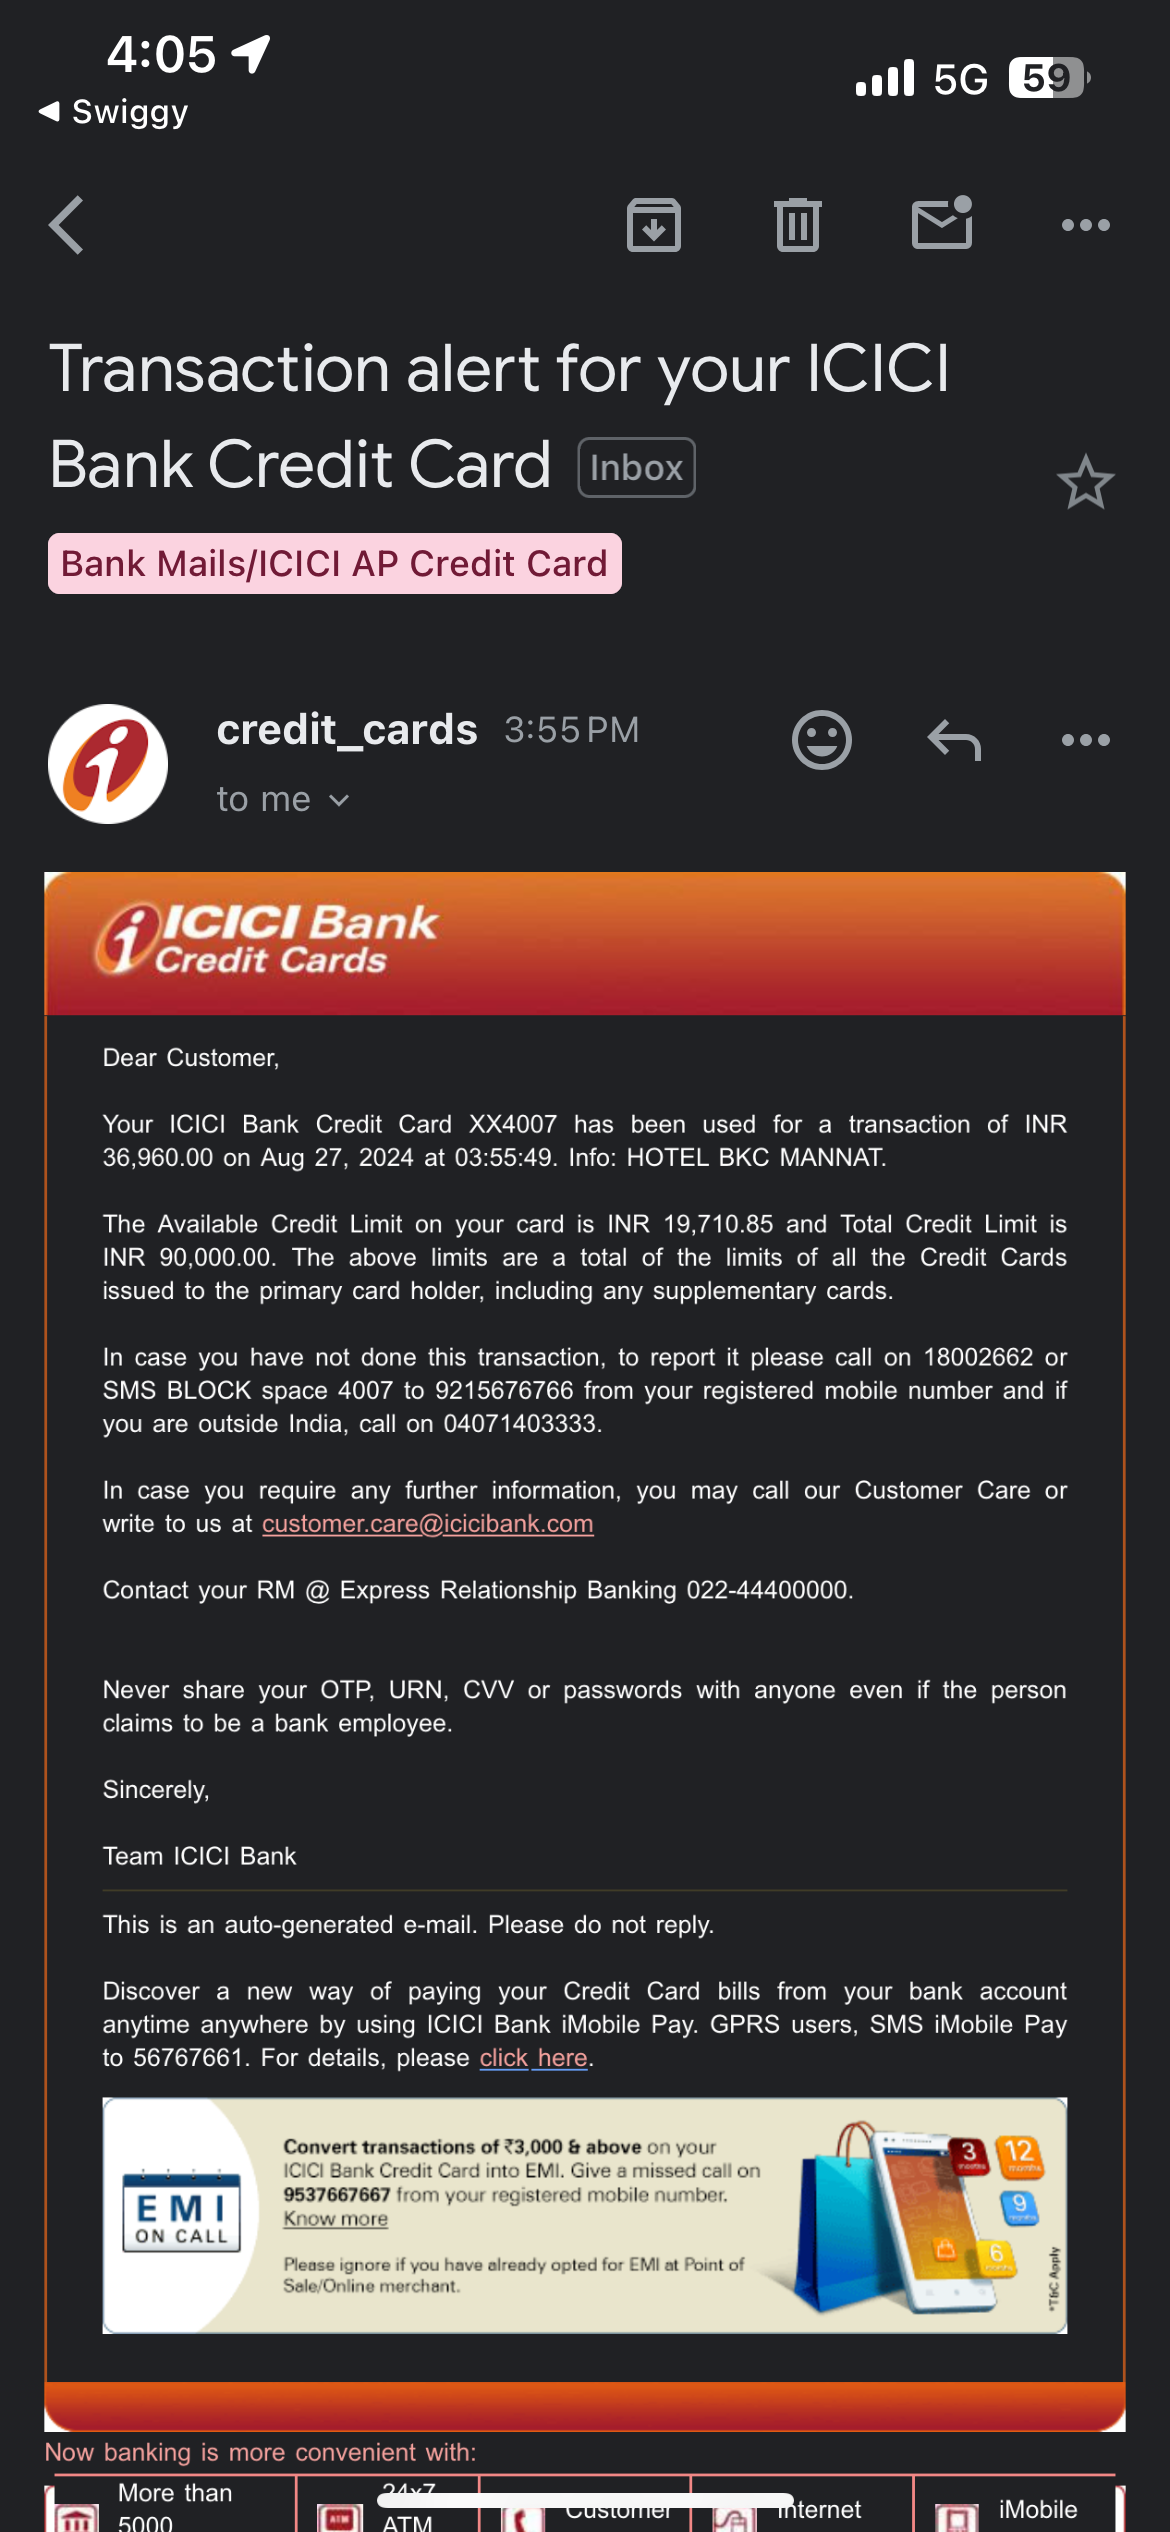 4:05
5G 59
Swiggy
Transaction alert for your ICICI
Bank Credit Card Inbox
Bank Mails/ICICI AP Credit Card
credit_cards 3:55 PM
to me
ICICI Bank
Credit Cards
Dear Customer,
Your ICICI Bank Credit Card XX4007 has been used for a transaction of INR
36,960.00 on Aug 27, 2024 at 03:55:49. Info: HOTEL BKC MANNAT.
The Available Credit Limit on your card is INR 19,710.85 and Total Credit Limit is
INR 90,000.00. The above limits are a total of the limits of all the Credit Cards
issued to the primary card holder, including any supplementary cards.
In case you have not done this transaction, to report it please call on 18002662 or
SMS BLOCK space 4007 to 9215676766 from your registered mobile number and if
you are outside India, call on 04071403333.
In case you require any further information, you may call our Customer Care or
write to us at customer.care@icicibank.com
Contact your RM @ Express Relationship Banking 022-44400000.
Never share your OTP, URN, CVV or passwords with anyone even if the person
claims to be a bank employee.
Sincerely,
Team ICICI Bank
This is an auto-generated e-mail. Please do not reply.
Discover a new way of paying your Credit Card bills from your bank account
anytime anywhere by using ICICI Bank iMobile Pay. GPRS users, SMS iMobile Pay
to 56767661. For details, please click here.
EMI
ON CALL
Convert transactions of ₹3,000 & above on your
ICICI Bank Credit Card into EMI. Give a missed call on
9537667667 from your registered mobile number.
Know more
Please ignore if you have already opted for EMI at Point of
Sale/Online merchant.
3 months
12 months
9 months
6 months
*T&C Apply
Now banking is more convenient with:
More than
5000
24x7
ATM
ATM
Customer
Internet
iMobile